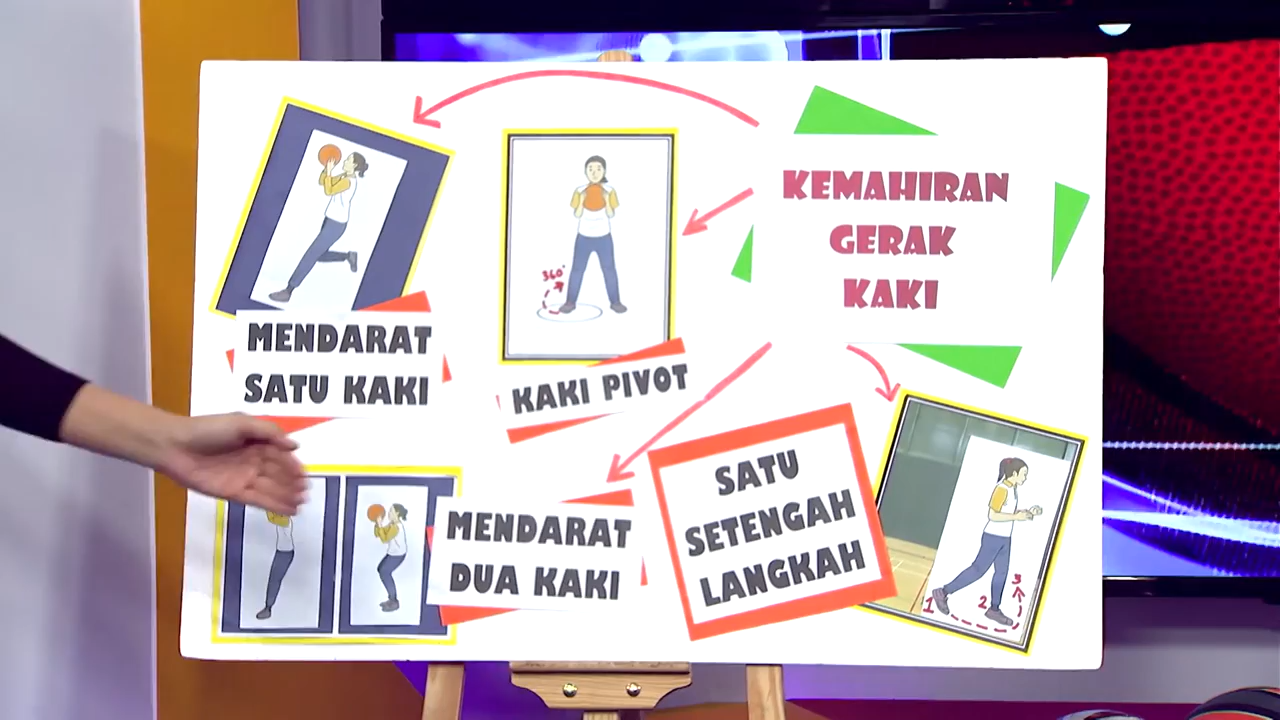 KEMAHIRAN
GERAK
KAKI
MENDARAT
SATU KAKI
360°
KAKI PIVOT
MENDARAT
DUA KAKI
SATU
SETENGAH
LANGKAH
1 2 3